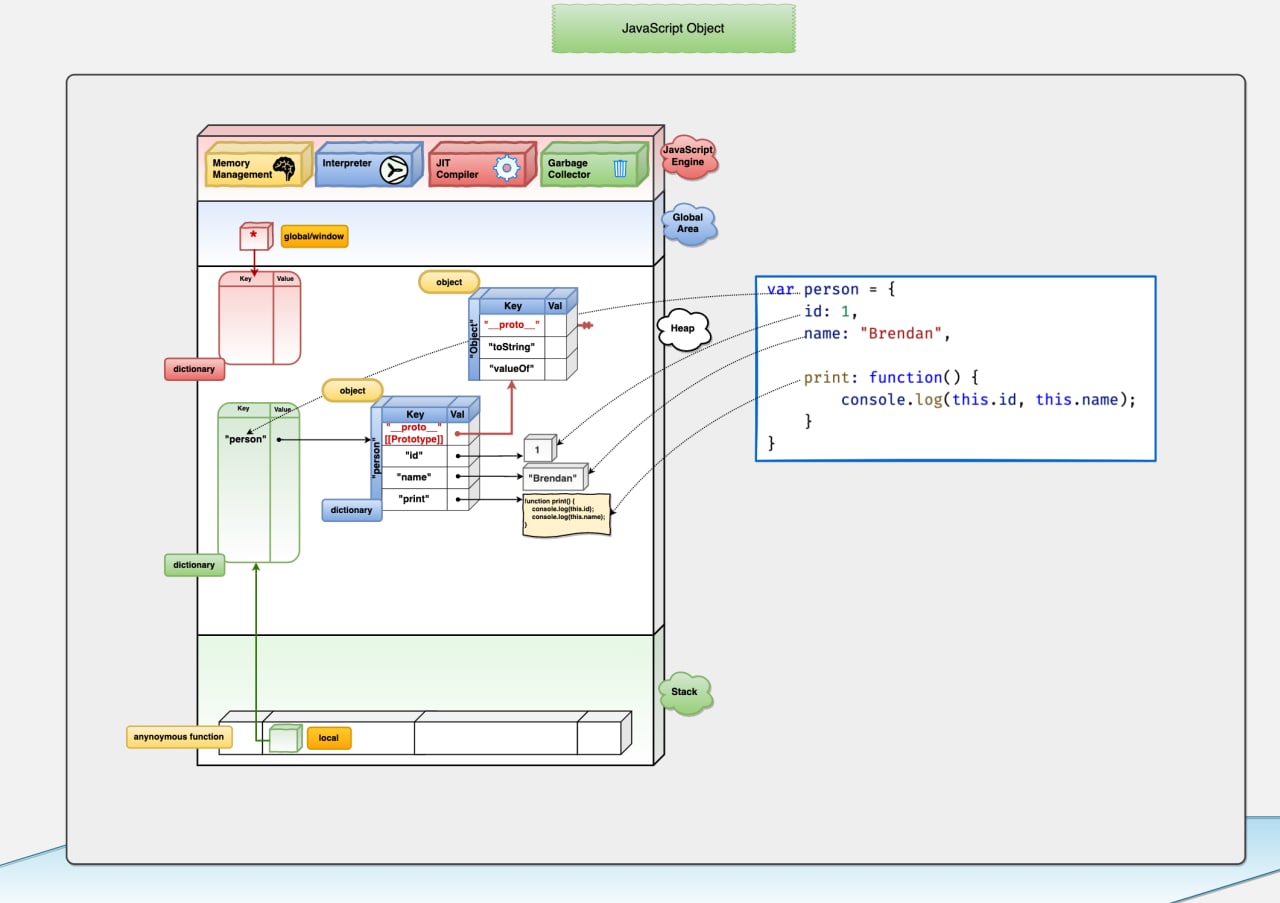 JavaScript Object
Memory
Management
Interpreter
JIT
Compiler
Garbage
Collector
JavaScript
Engine
Global
Area
*
global/window
Key Value
dictionary
object
"Object"
Key Val
"__proto__"
"toString"
"valueOf"
Heap
object
"person"
Key Val
"__proto__"
[[Prototype]]
"id"
"name"
"print"
dictionary
1
"Brendan"
function print() {
console.log(this.id);
console.log(this.name);
}
Key Value
"person"
dictionary
var person = {
id: 1,
name: "Brendan",
print: function() {
console.log(this.id, this.name);
}
}
Stack
anynoymous function
local